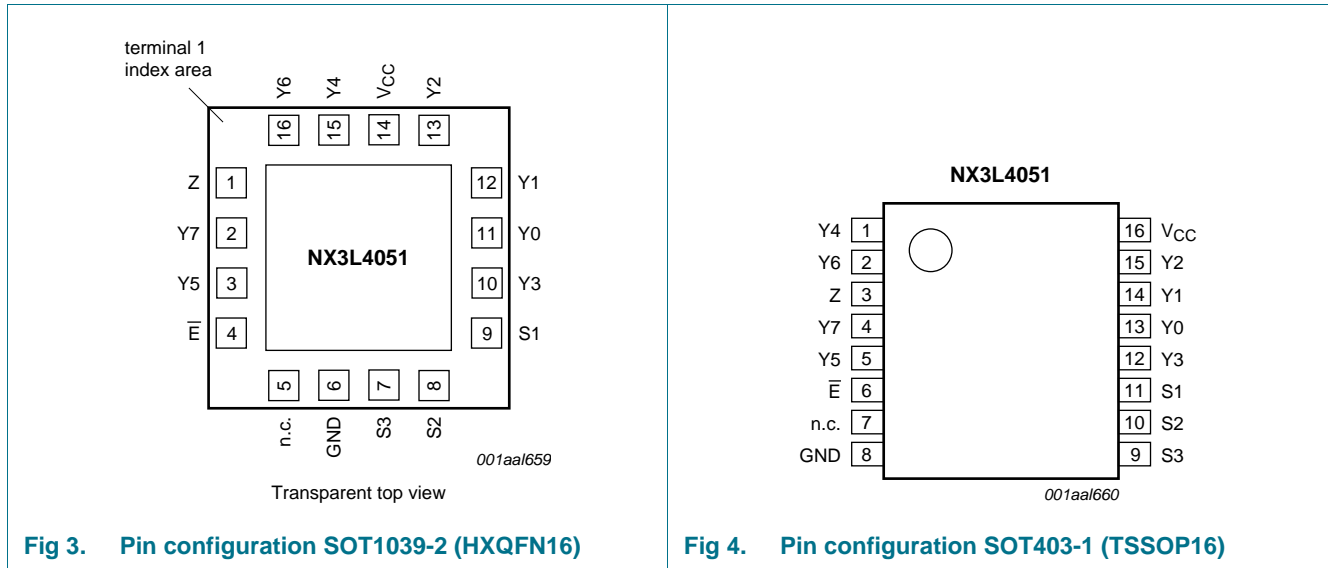 terminal 1
index area
Y6 Y4 VCC Y2
16 15 14 13
Z 1 12 Y1
Y7 2 11 Y0
NX3L4051
Y5 3 10 Y3
E̅ 4 9 S1
5 6 7 8
n.c. GND S3 S2
001aal659
Transparent top view
Fig 3. Pin configuration SOT1039-2 (HXQFN16)
NX3L4051
Y4 1 16 VCC
Y6 2 15 Y2
Z 3 14 Y1
Y7 4 13 Y0
Y5 5 12 Y3
E̅ 6 11 S1
n.c. 7 10 S2
GND 8 9 S3
001aal660
Fig 4. Pin configuration SOT403-1 (TSSOP16)